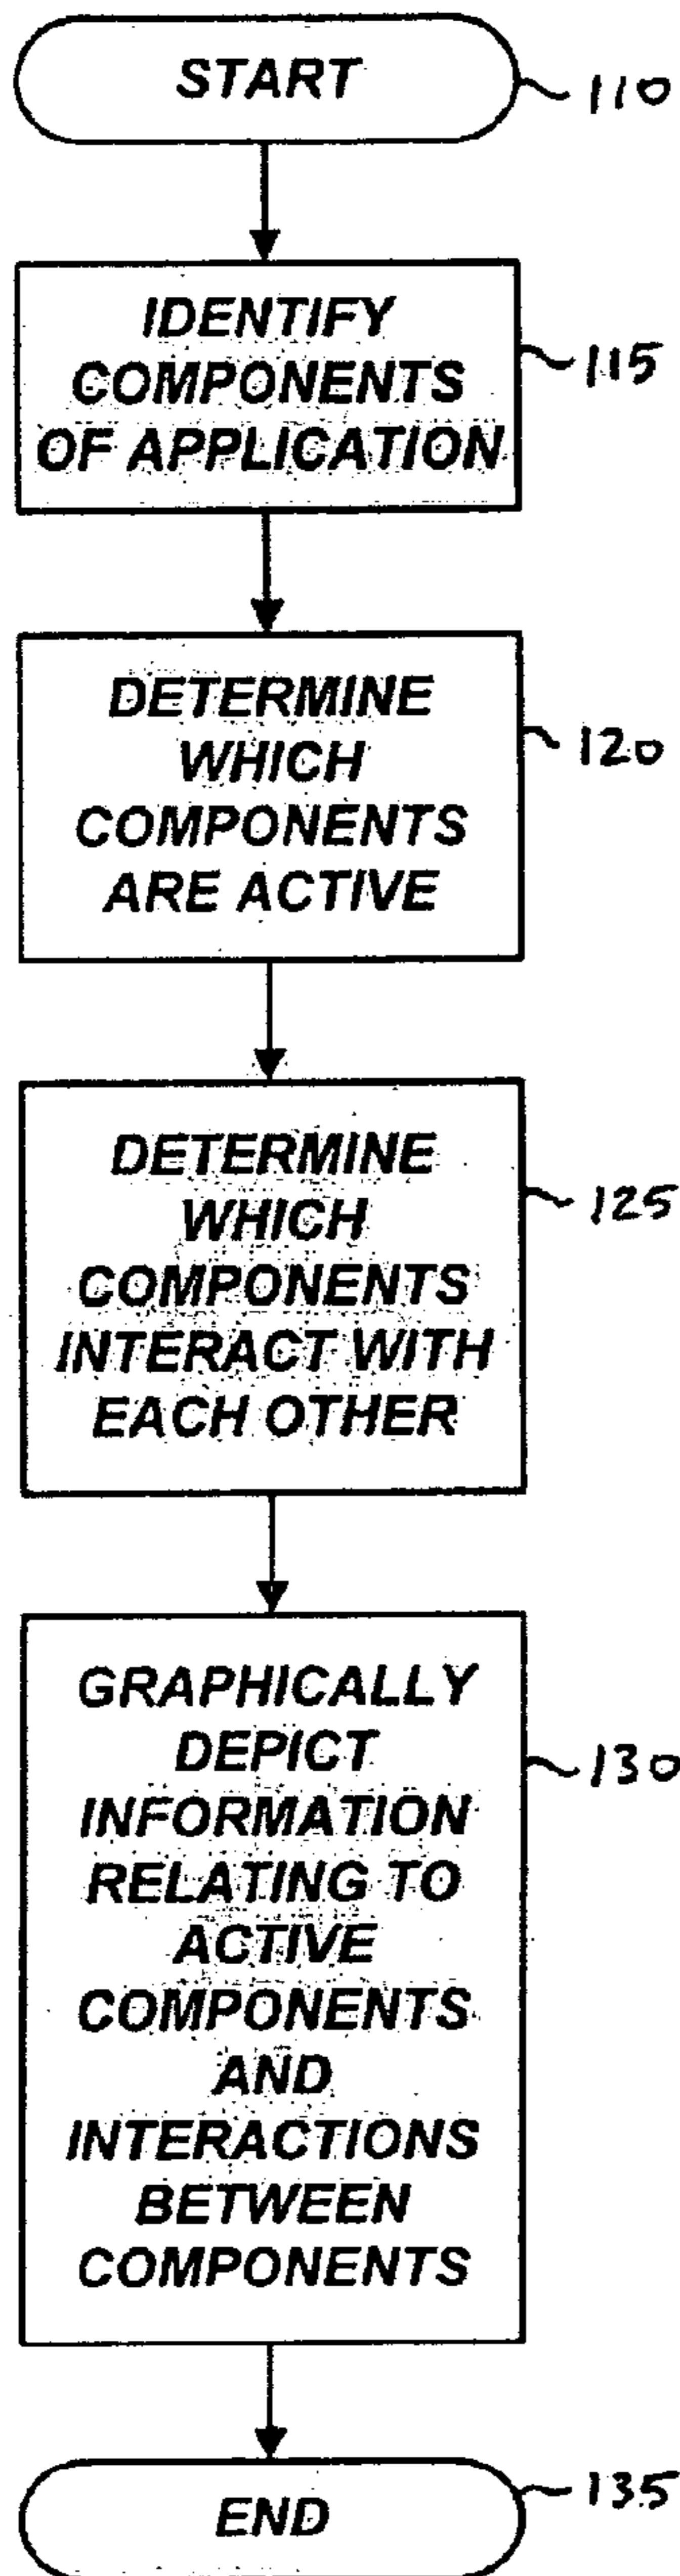 START
110
IDENTIFY
COMPONENTS
OF APPLICATION
115
DETERMINE
WHICH
COMPONENTS
ARE ACTIVE
120
DETERMINE
WHICH
COMPONENTS
INTERACT WITH
EACH OTHER
125
GRAPHICALLY
DEPICT
INFORMATION
RELATING TO
ACTIVE
COMPONENTS
AND
INTERACTIONS
BETWEEN
COMPONENTS
130
END
135